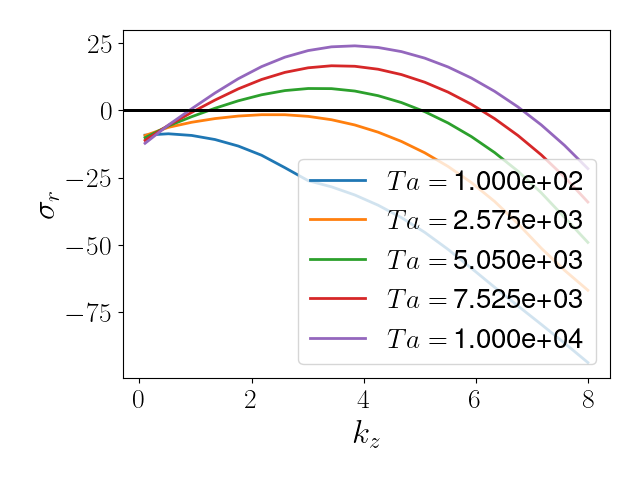 25
0
−25
−50
−75
σr
0 2 4 6 8
kz
Ta = 1.000e+02
Ta = 2.575e+03
Ta = 5.050e+03
Ta = 7.525e+03
Ta = 1.000e+04